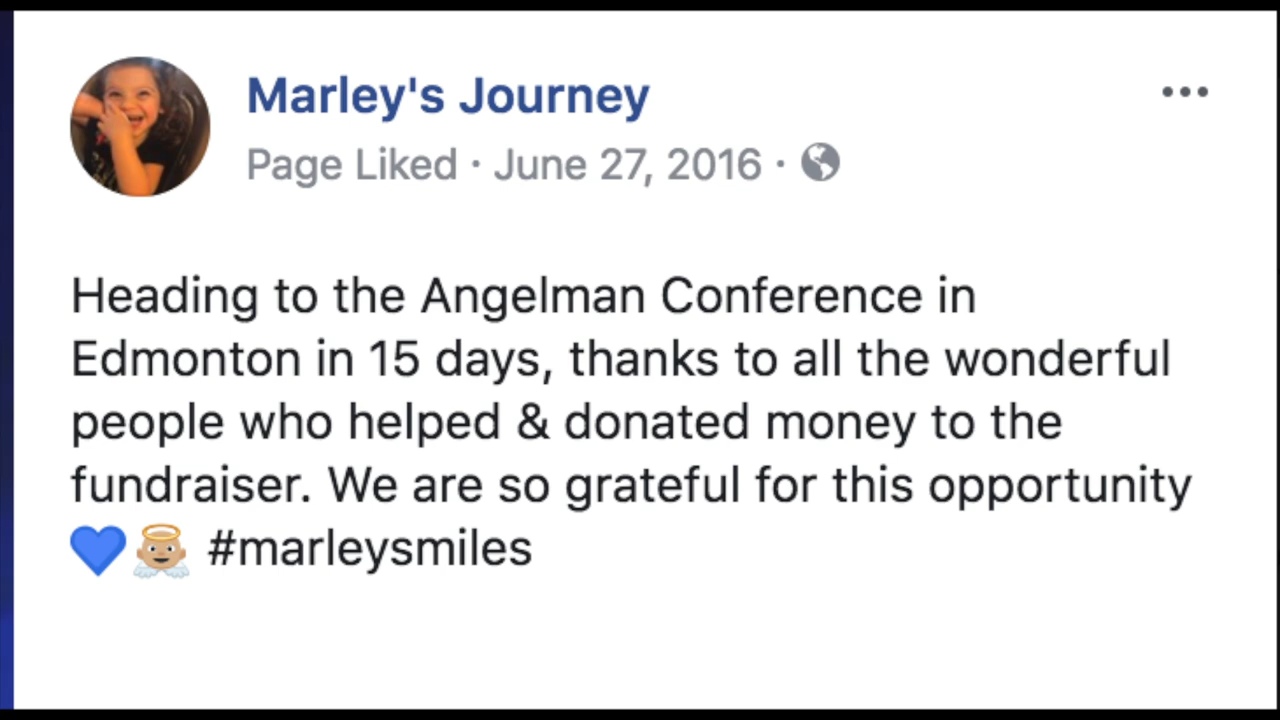 Marley's Journey
Page Liked · June 27, 2016 ·
Heading to the Angelman Conference in
Edmonton in 15 days, thanks to all the wonderful
people who helped & donated money to the
fundraiser. We are so grateful for this opportunity
💙👼🏼 #marleysmiles